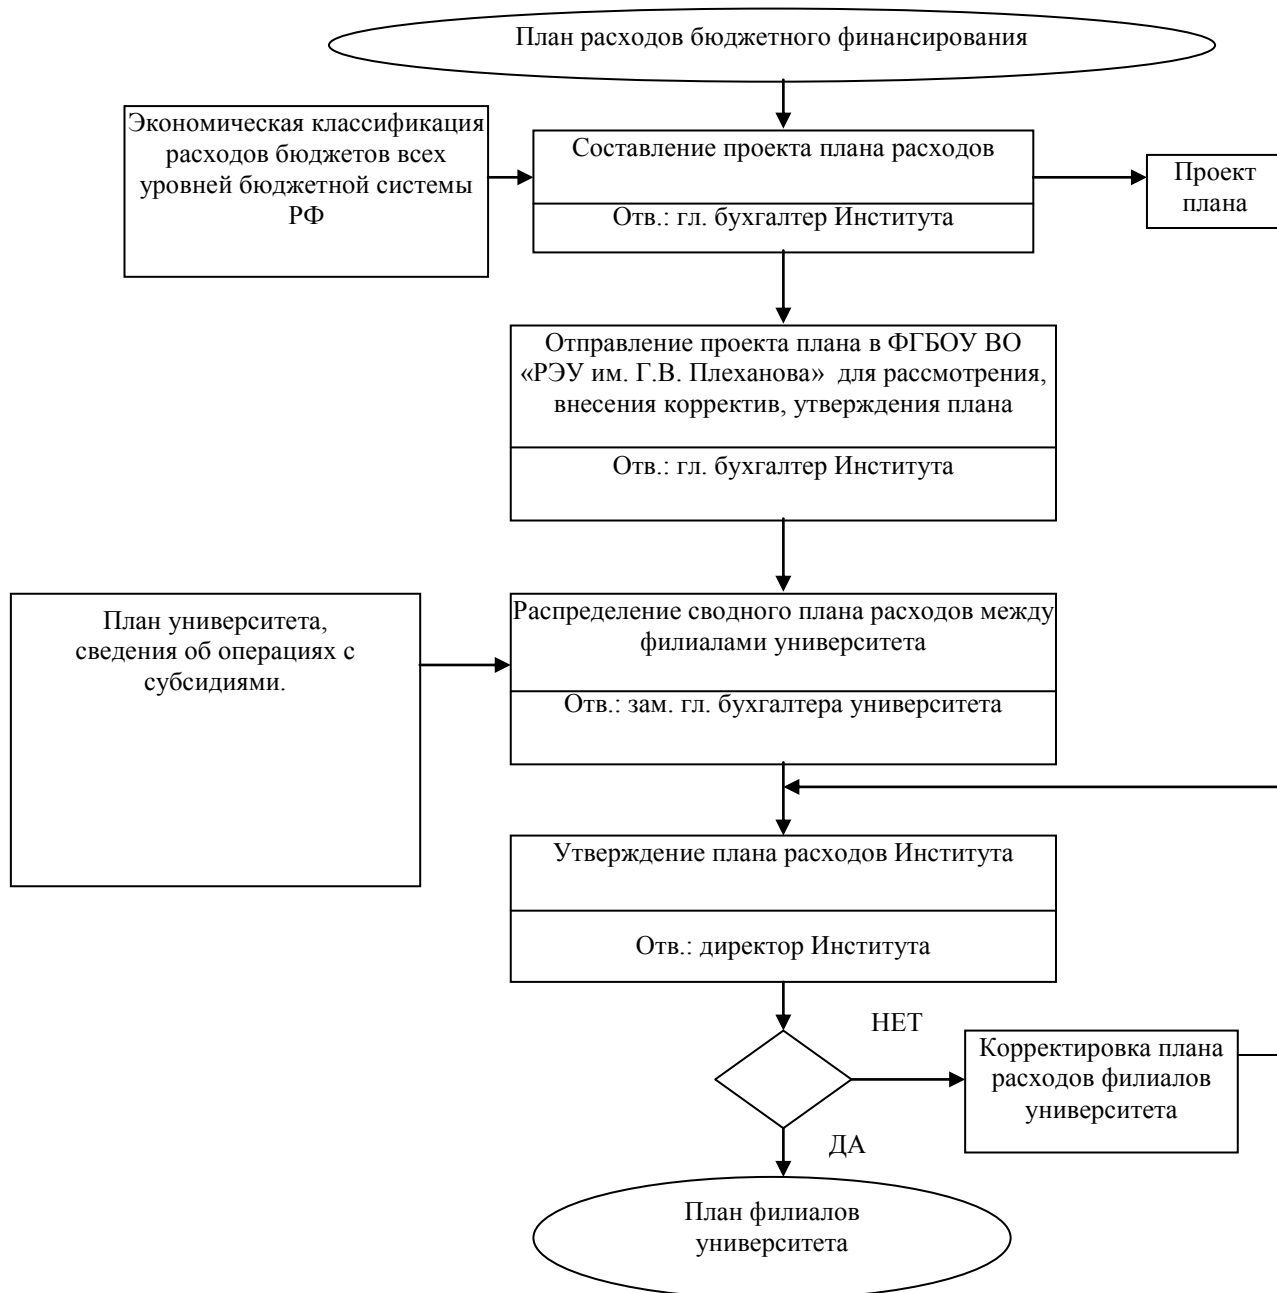 План расходов бюджетного финансирования
Экономическая классификация
расходов бюджетов всех
уровней бюджетной системы
РФ
Составление проекта плана расходов
Отв.: гл. бухгалтер Института
Проект
плана
Отправление проекта плана в ФГБОУ ВО
«РЭУ им. Г.В. Плеханова» для рассмотрения,
внесения корректив, утверждения плана
Отв.: гл. бухгалтер Института
План университета,
сведения об операциях с
субсидиями.
Распределение сводного плана расходов между
филиалами университета
Отв.: зам. гл. бухгалтера университета
Утверждение плана расходов Института
Отв.: директор Института
НЕТ
Корректировка плана
расходов филиалов
университета
ДА
План филиалов
университета